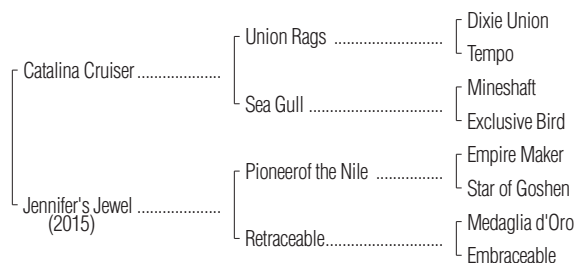 Dixie Union
Union Rags ........................
Tempo
Catalina Cruiser ..................
Mineshaft
Sea Gull .............................
Exclusive Bird
Empire Maker
Pioneerof the Nile ................
Star of Goshen
Jennifer's Jewel ..................
(2015)
Medaglia d'Oro
Retraceable.........................
Embraceable